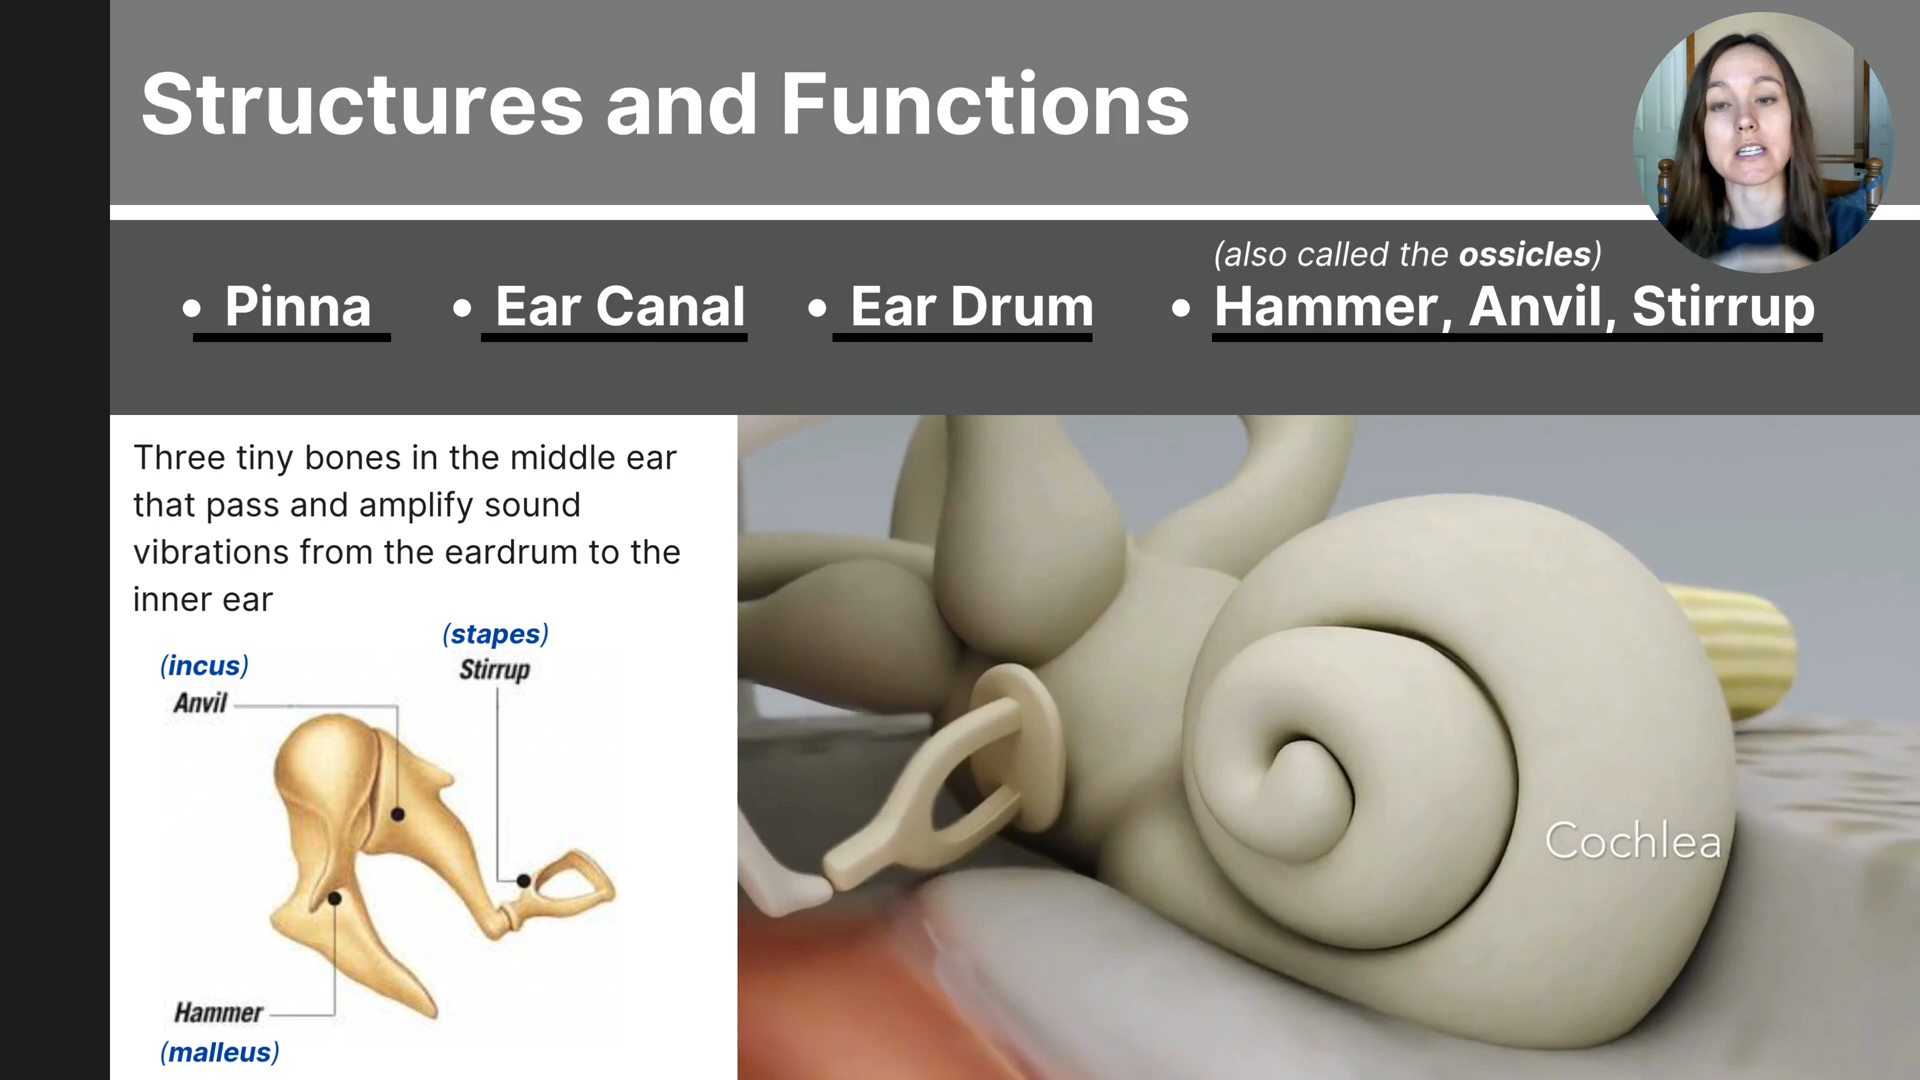 Structures and Functions
(also called the ossicles)
• Pinna • Ear Canal • Ear Drum • Hammer, Anvil, Stirrup
Three tiny bones in the middle ear
that pass and amplify sound
vibrations from the eardrum to the
inner ear
(stapes)
Stirrup
(incus)
Anvil
Hammer
(malleus)
Cochlea